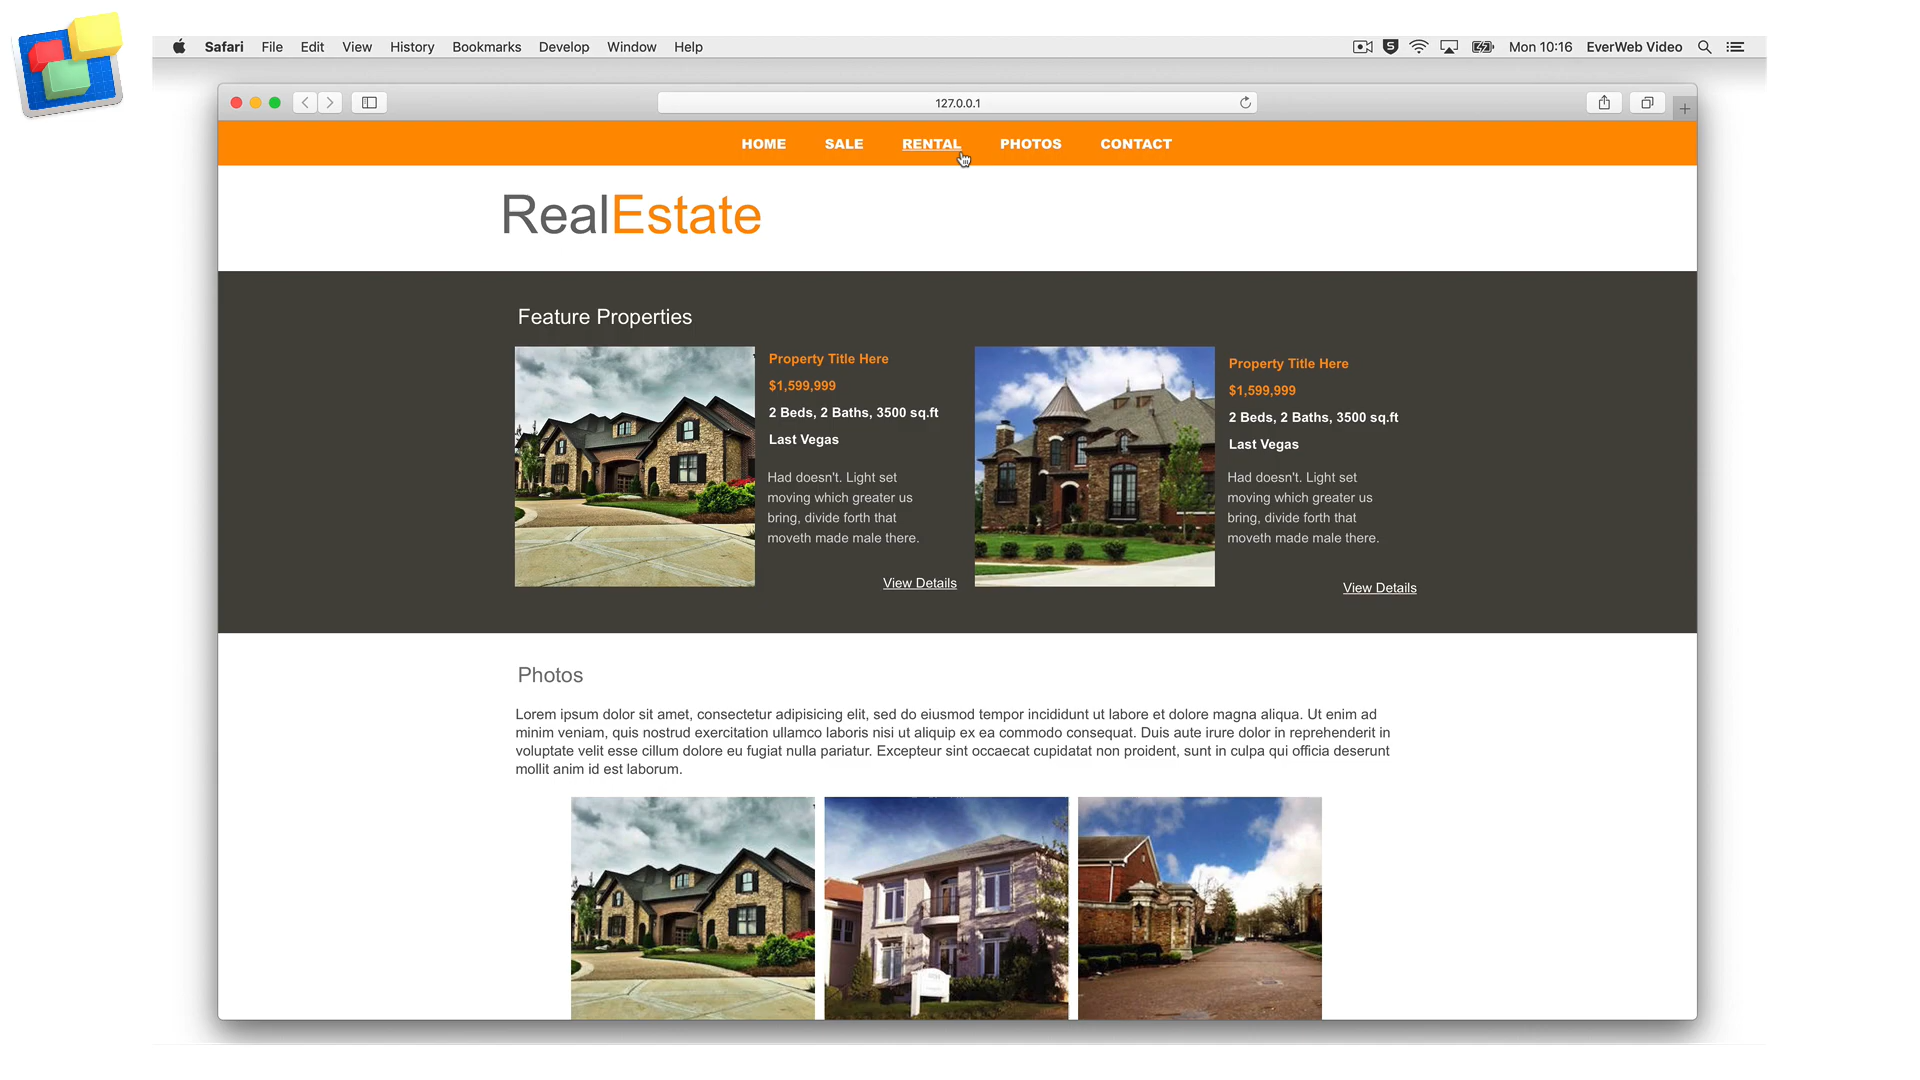 Safari File Edit View History Bookmarks Develop Window Help Mon 10:16 EverWeb Video
127.0.0.1
HOME SALE RENTAL PHOTOS CONTACT
RealEstate
Feature Properties
Property Title Here
$1,599,999
2 Beds, 2 Baths, 3500 sq.ft
Last Vegas
Had doesn't. Light set
moving which greater us
bring, divide forth that
moveth made male there.
View Details
Property Title Here
$1,599,999
2 Beds, 2 Baths, 3500 sq.ft
Last Vegas
Had doesn't. Light set
moving which greater us
bring, divide forth that
moveth made male there.
View Details
Photos
Lorem ipsum dolor sit amet, consectetur adipisicing elit, sed do eiusmod tempor incididunt ut labore et dolore magna aliqua. Ut enim ad
minim veniam, quis nostrud exercitation ullamco laboris nisi ut aliquip ex ea commodo consequat. Duis aute irure dolor in reprehenderit in
voluptate velit esse cillum dolore eu fugiat nulla pariatur. Excepteur sint occaecat cupidatat non proident, sunt in culpa qui officia deserunt
mollit anim id est laborum.